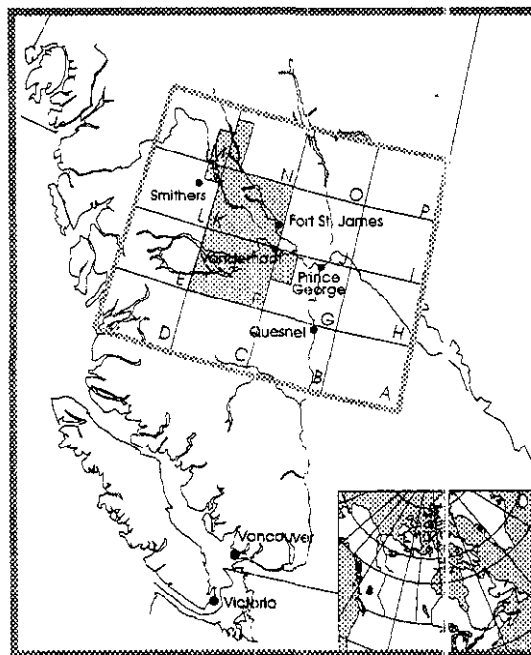 N
O
P
Smithers
Fort St. James
L
K
Vanderhoof
J
I
Prince
George
E
F
G
H
Quesnel
D
C
B
A
Vancouver
Victoria